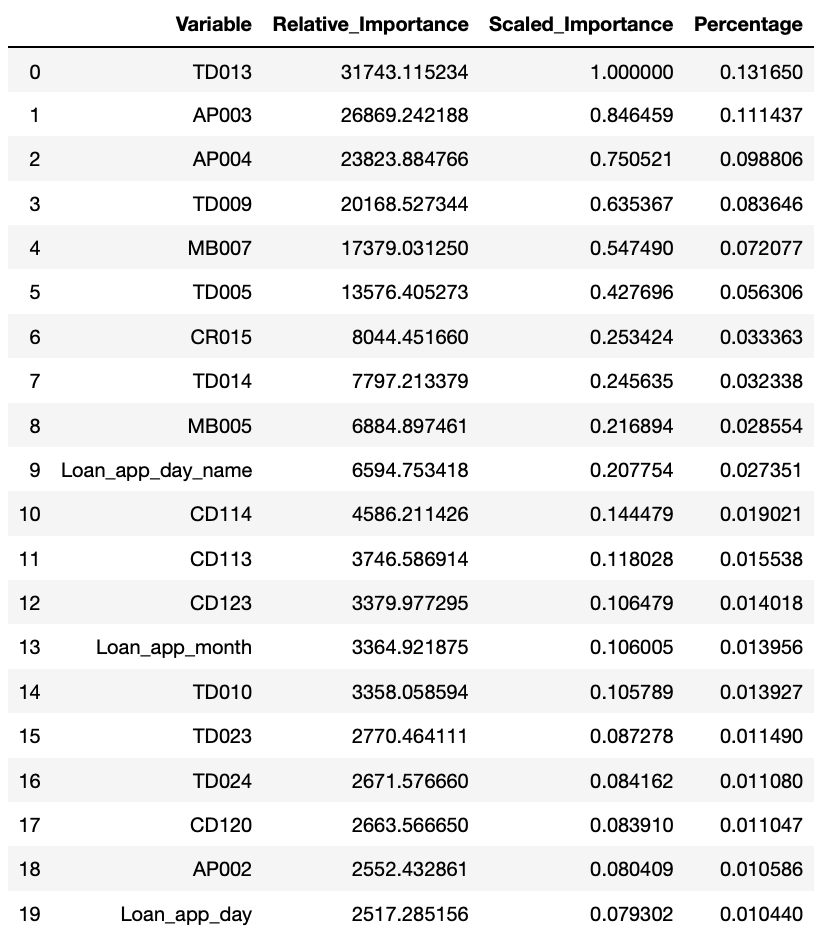 Variable Relative_Importance Scaled_Importance Percentage
0 TD013 31743.115234 1.000000 0.131650
1 AP003 26869.242188 0.846459 0.111437
2 AP004 23823.884766 0.750521 0.098806
3 TD009 20168.527344 0.635367 0.083646
4 MB007 17379.031250 0.547490 0.072077
5 TD005 13576.405273 0.427696 0.056306
6 CR015 8044.451660 0.253424 0.033363
7 TD014 7797.213379 0.245635 0.032338
8 MB005 6884.897461 0.216894 0.028554
9 Loan_app_day_name 6594.753418 0.207754 0.027351
10 CD114 4586.211426 0.144479 0.019021
11 CD113 3746.586914 0.118028 0.015538
12 CD123 3379.977295 0.106479 0.014018
13 Loan_app_month 3364.921875 0.106005 0.013956
14 TD010 3358.058594 0.105789 0.013927
15 TD023 2770.464111 0.087278 0.011490
16 TD024 2671.576660 0.084162 0.011080
17 CD120 2663.566650 0.083910 0.011047
18 AP002 2552.432861 0.080409 0.010586
19 Loan_app_day 2517.285156 0.079302 0.010440